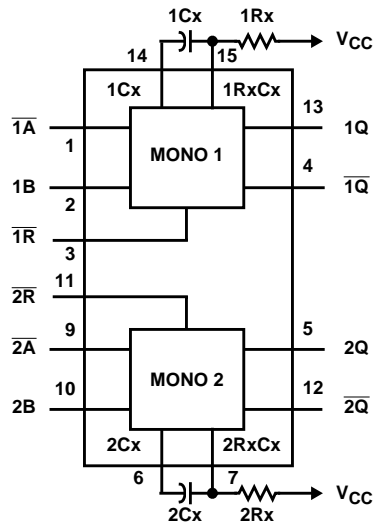 1Cx 1Rx
14 15 VCC
1Cx 1RxCx
1A 1 13 1Q
MONO 1
1B 2 4 1Q
1R 3
2R 11
2A 9 5 2Q
MONO 2
2B 10 12 2Q
2Cx 2RxCx
6 7 VCC
2Cx 2Rx